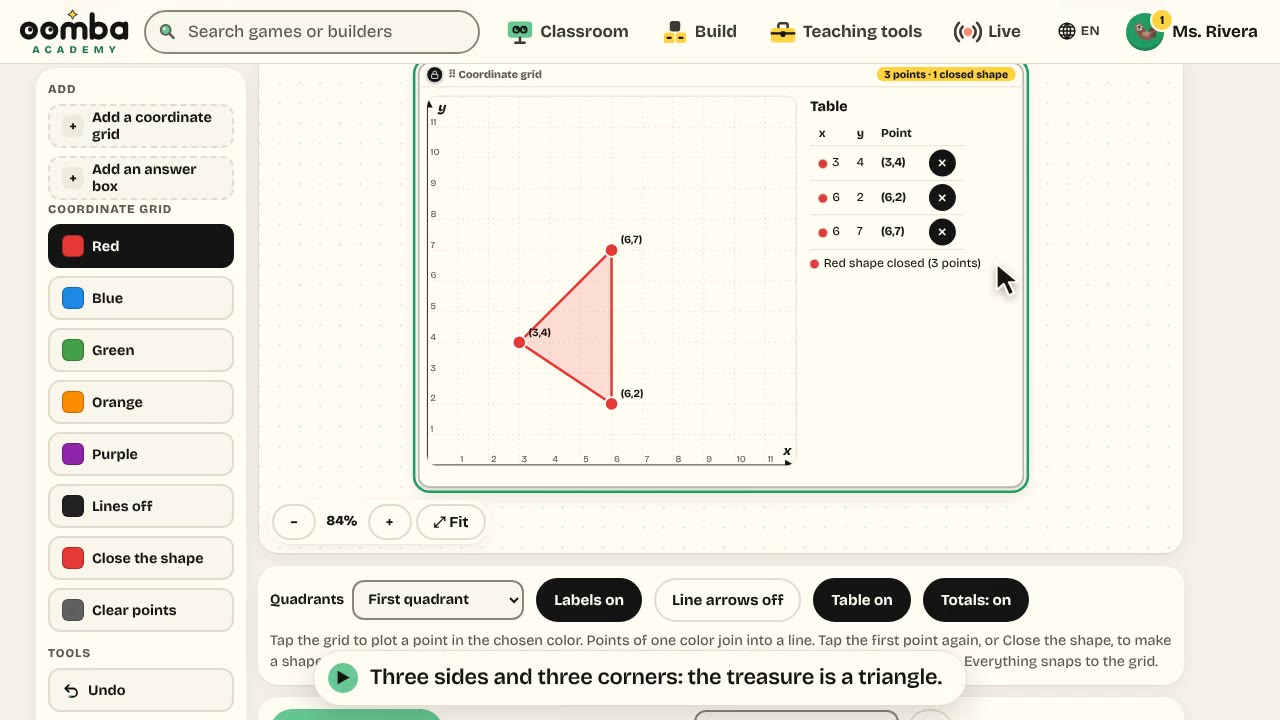 oomba
ACADEMY
Search games or builders
Classroom
Build
Teaching tools
Live
EN
1
Ms. Rivera
ADD
+ Add a coordinate grid
+ Add an answer box
COORDINATE GRID
Red
Blue
Green
Orange
Purple
Lines off
Close the shape
Clear points
TOOLS
Undo
Coordinate grid
3 points · 1 closed shape
y
11
10
9
8
7
6
5
4
3
2
1
1 2 3 4 5 6 7 8 9 10 11
x
(6,7)
(3,4)
(6,2)
Table
x y Point
3 4 (3,4) ×
6 2 (6,2) ×
6 7 (6,7) ×
Red shape closed (3 points)
− 84% + Fit
Quadrants First quadrant Labels on Line arrows off Table on Totals: on
Tap the grid to plot a point in the chosen color. Points of one color join into a line. Tap the first point again, or Close the shape, to make
a shape Everything snaps to the grid.
Three sides and three corners: the treasure is a triangle.